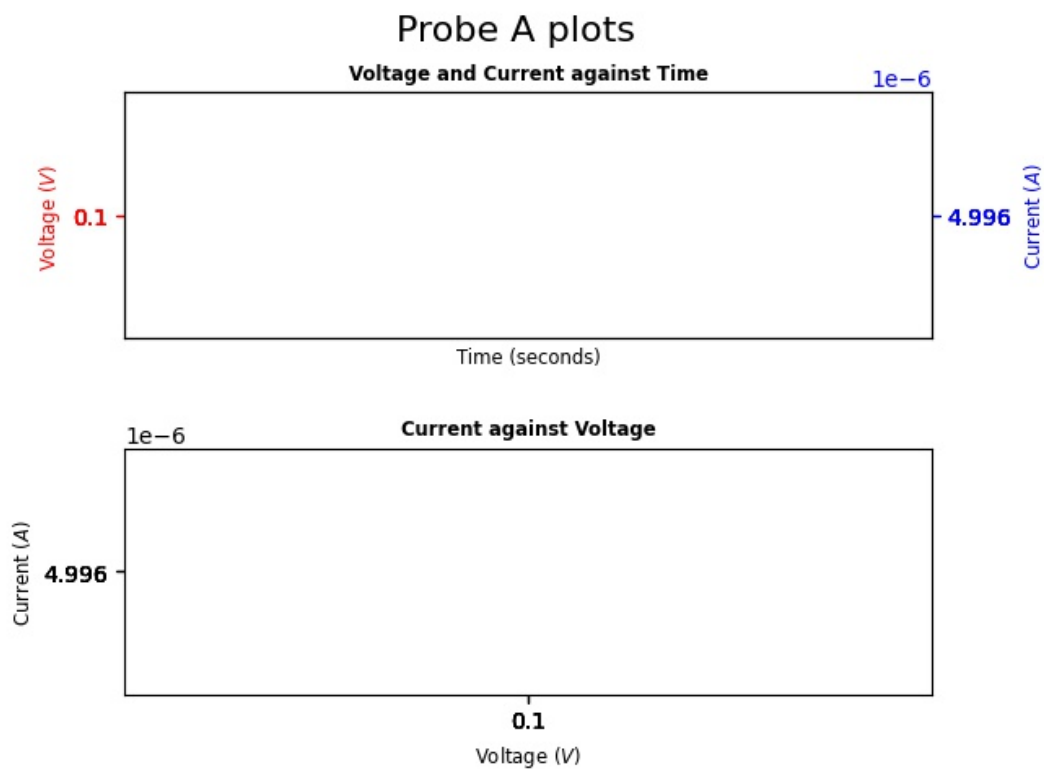 Probe A plots
Voltage and Current against Time
1e−6
Voltage (V)
0.1
4.996
Current (A)
Time (seconds)
Current against Voltage
1e−6
Current (A)
4.996
0.1
Voltage (V)